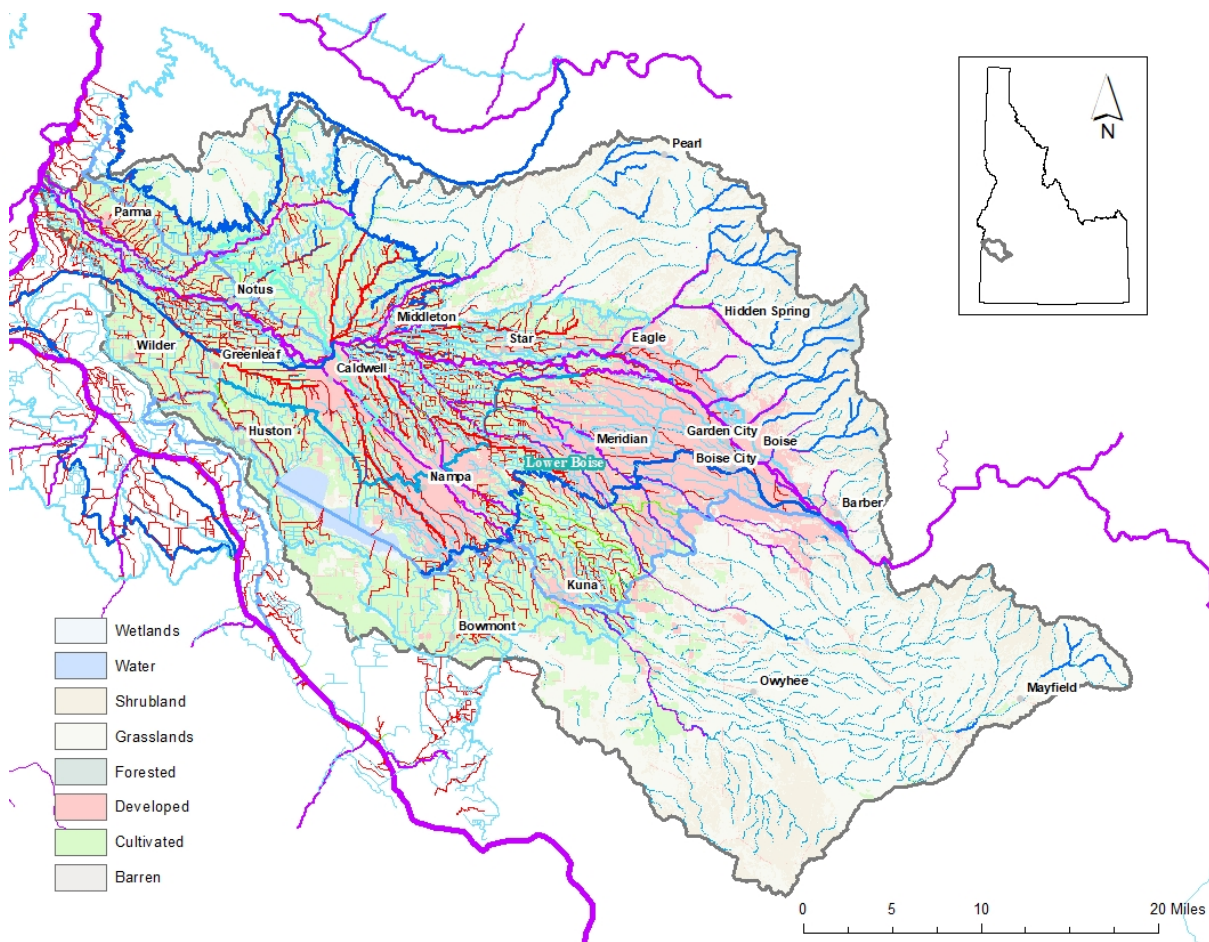 Pearl
N
Parma
Notus
Hidden Spring
Middleton
Star
Eagle
Wilder
Greenleaf
Caldwell
Huston
Meridian
Garden City
Boise
Lower Boise
Boise City
Nampa
Barber
Kuna
Bowmont
Owyhee
Mayfield
Wetlands
Water
Shrubland
Grasslands
Forested
Developed
Cultivated
Barren
0 5 10 20 Miles